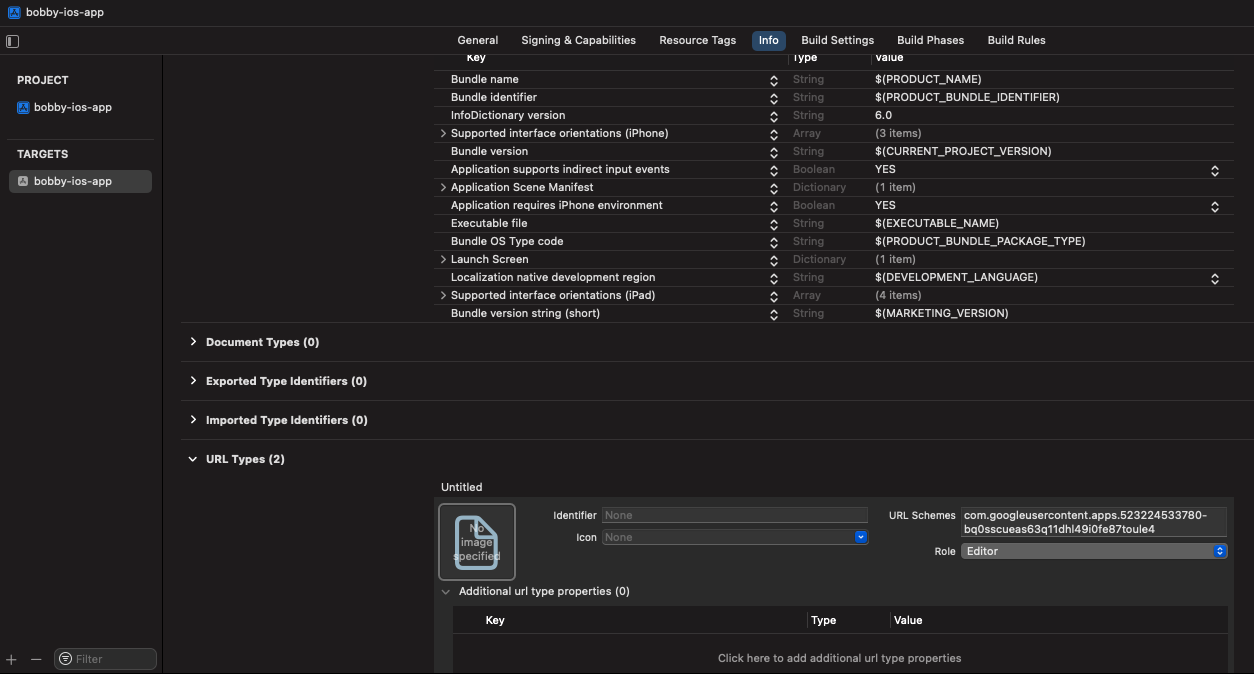 bobby-ios-app
General Signing & Capabilities Resource Tags Info Build Settings Build Phases Build Rules
PROJECT
bobby-ios-app
TARGETS
bobby-ios-app
Key Type Value
Bundle name String $(PRODUCT_NAME)
Bundle identifier String $(PRODUCT_BUNDLE_IDENTIFIER)
InfoDictionary version String 6.0
Supported interface orientations (iPhone) Array (3 items)
Bundle version String $(CURRENT_PROJECT_VERSION)
Application supports indirect input events Boolean YES
Application Scene Manifest Dictionary (1 item)
Application requires iPhone environment Boolean YES
Executable file String $(EXECUTABLE_NAME)
Bundle OS Type code String $(PRODUCT_BUNDLE_PACKAGE_TYPE)
Launch Screen Dictionary (1 item)
Localization native development region String $(DEVELOPMENT_LANGUAGE)
Supported interface orientations (iPad) Array (4 items)
Bundle version string (short) String $(MARKETING_VERSION)
Document Types (0)
Exported Type Identifiers (0)
Imported Type Identifiers (0)
URL Types (2)
Untitled
No
image
specified
Identifier None
Icon None
URL Schemes com.googleusercontent.apps.523224533780-
bq0sscueas63q11dhl49i0fe87toule4
Role Editor
Additional url type properties (0)
Key Type Value
Click here to add additional url type properties
Filter